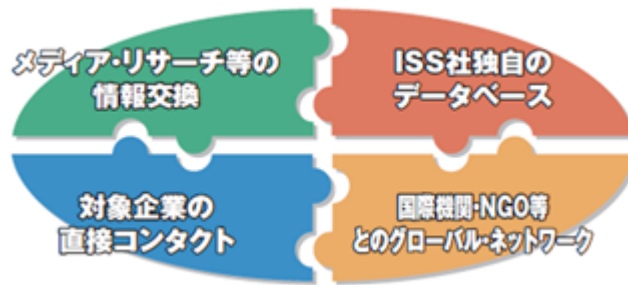 メディア・リサーチ等の
情報交換
ISS社独自の
データベース
対象企業の
直接コンタクト
国際機関・NGO等
とのグローバル・ネットワーク